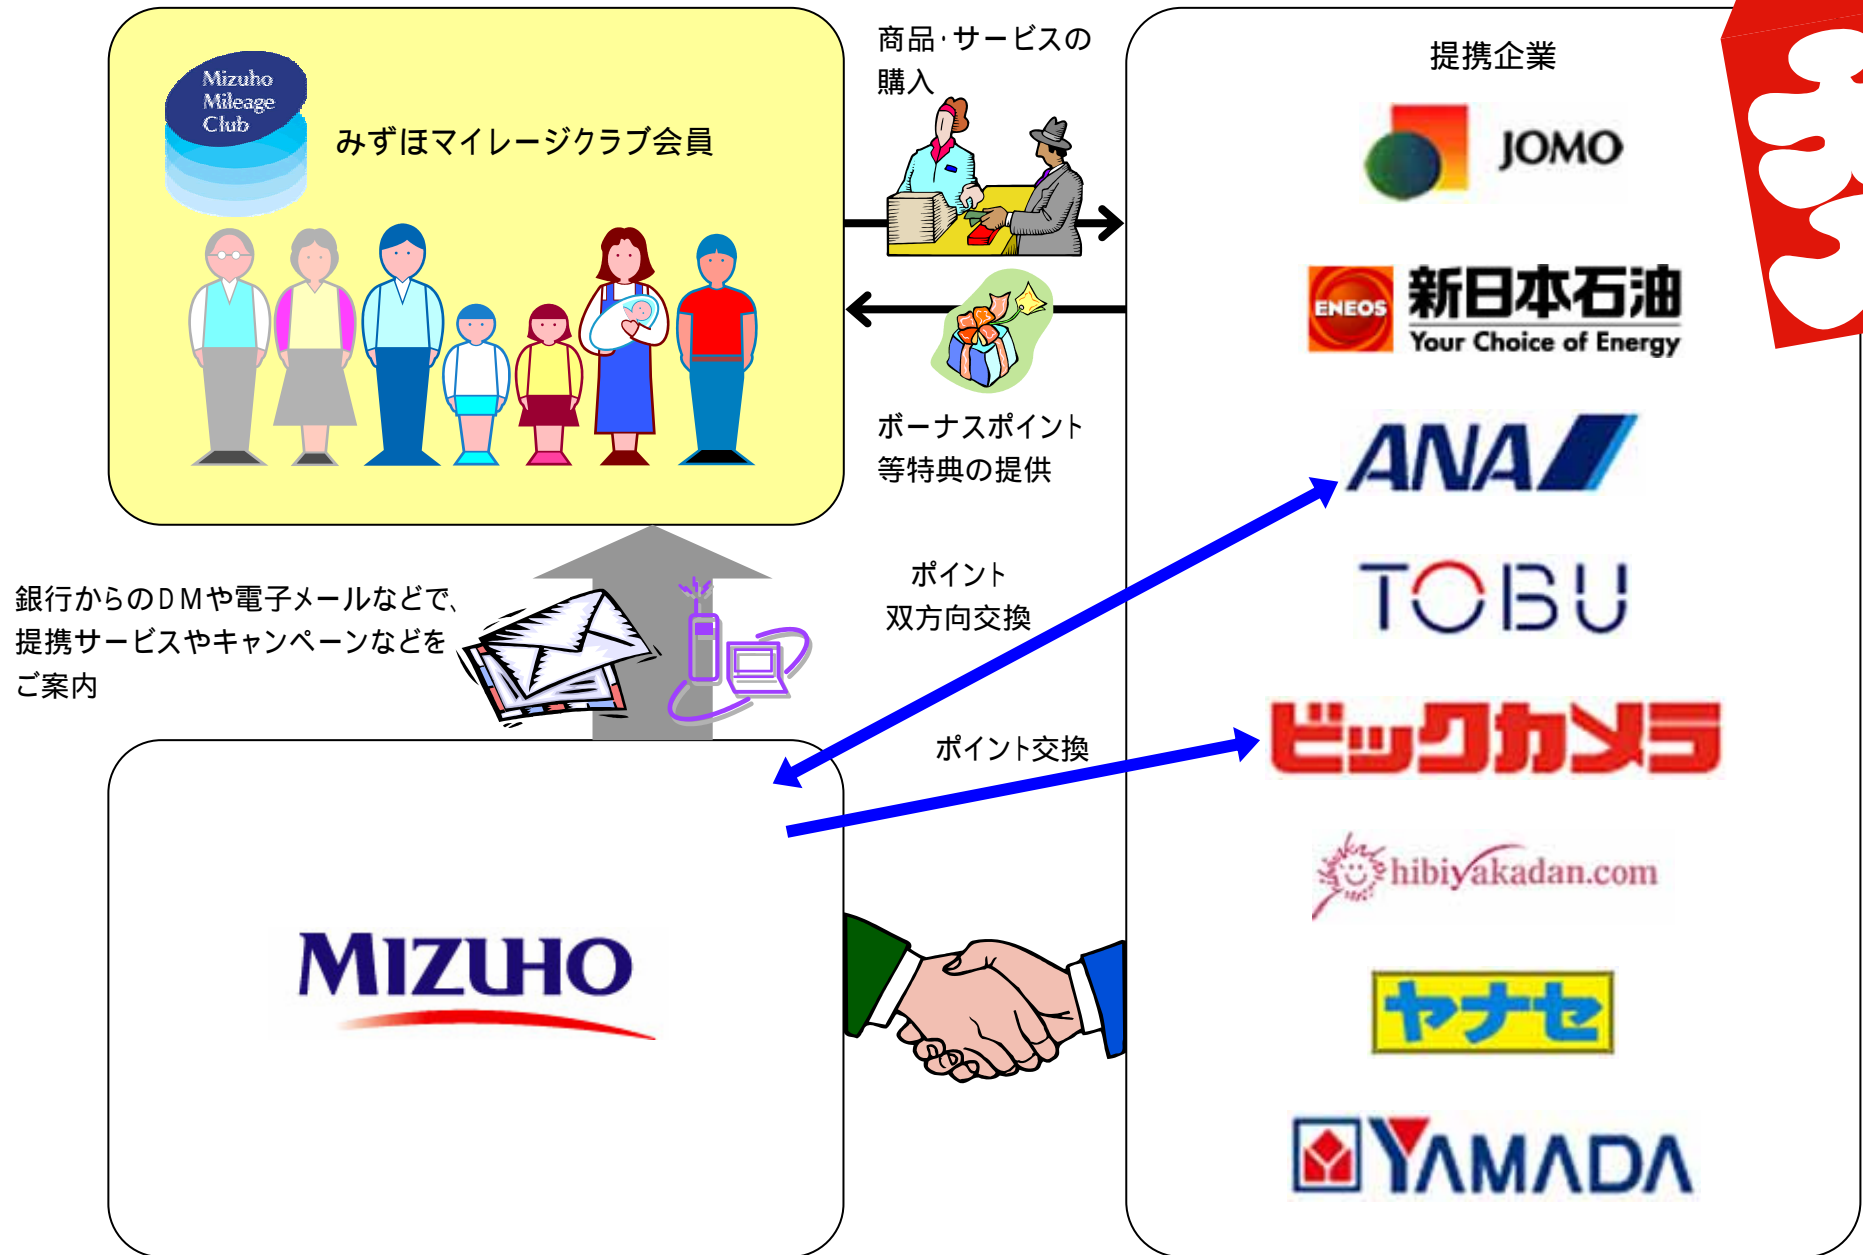 Mizuho
Mileage
Club
みずほマイレージクラブ会員
商品・サービスの
購入
ボーナスポイント
等特典の提供
銀行からのDMや電子メールなどで、
提携サービスやキャンペーンなどを
ご案内
ポイント
双方向交換
ポイント交換
MIZUHO
提携企業
JOMO
ENEOS
新日本石油
Your Choice of Energy
ANA
TOBU
ビックカメラ
hibiyakadan.com
ヤナセ
YAMADA